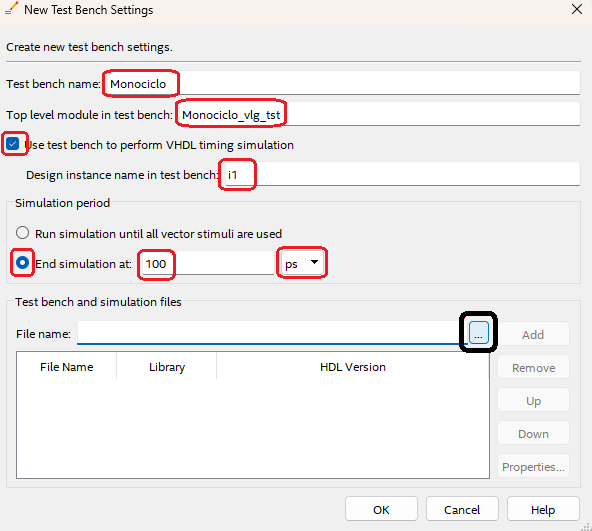 New Test Bench Settings
Create new test bench settings.
Test bench name: Monociclo
Top level module in test bench: Monociclo_vlg_tst
Use test bench to perform VHDL timing simulation
Design instance name in test bench: i1
Simulation period
Run simulation until all vector stimuli are used
End simulation at: 100 ps
Test bench and simulation files
File name: ... Add
File Name Library HDL Version
Remove
Up
Down
Properties...
OK Cancel Help